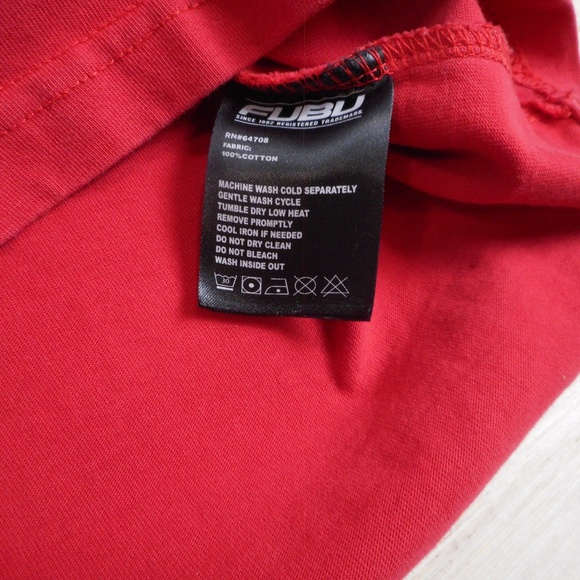 FUBU
SINCE 1992 REGISTERED TRADEMARK
RN#64708
FABRIC:
100%COTTON
MACHINE WASH COLD SEPARATELY
GENTLE WASH CYCLE
TUMBLE DRY LOW HEAT
REMOVE PROMPTLY
COOL IRON IF NEEDED
DO NOT DRY CLEAN
DO NOT BLEACH
WASH INSIDE OUT
30